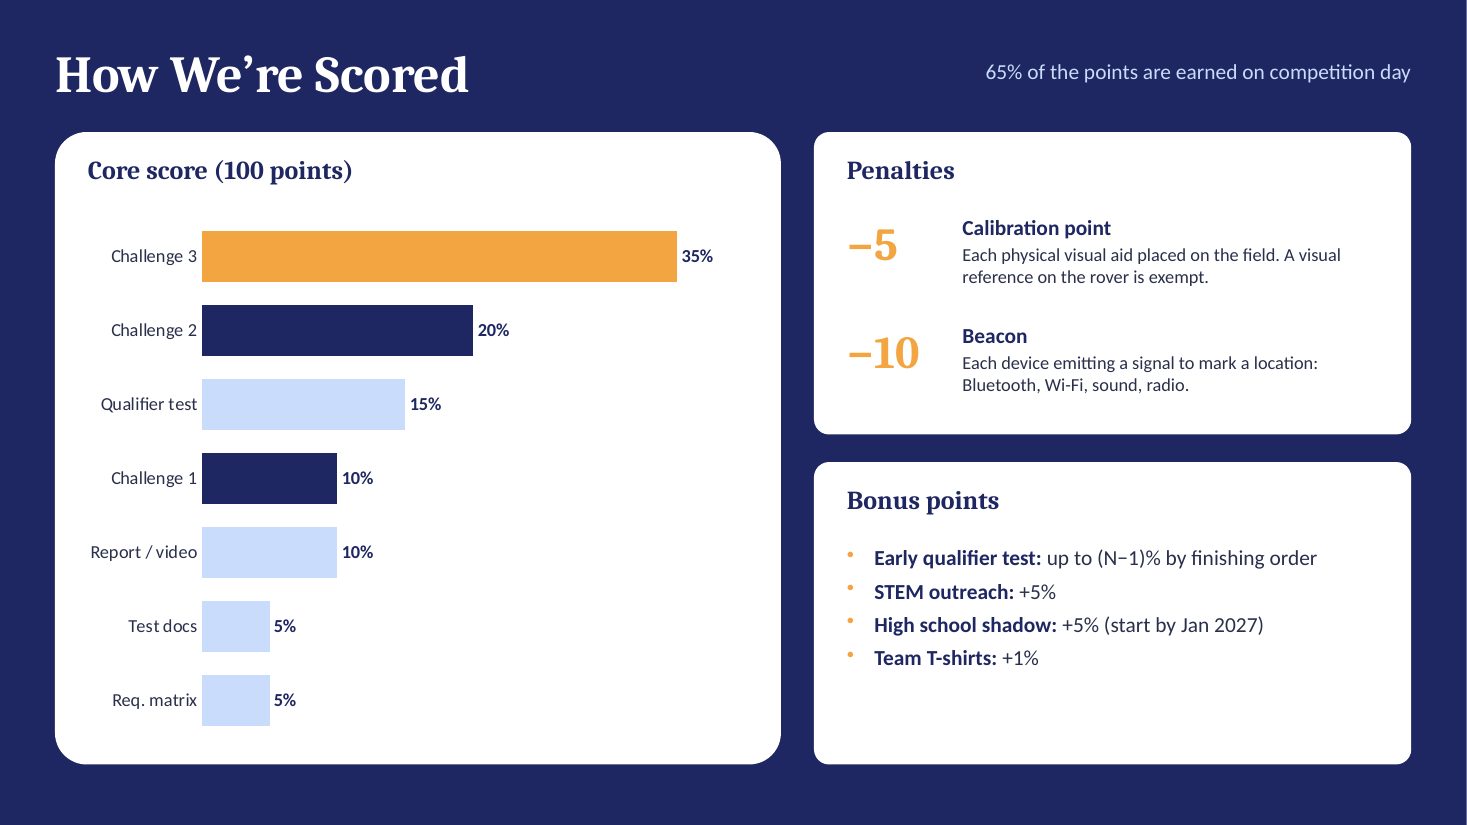 How We’re Scored
65% of the points are earned on competition day
Core score (100 points)
Challenge 3 35%
Challenge 2 20%
Qualifier test 15%
Challenge 1 10%
Report / video 10%
Test docs 5%
Req. matrix 5%
Penalties
−5
Calibration point
Each physical visual aid placed on the field. A visual
reference on the rover is exempt.
−10
Beacon
Each device emitting a signal to mark a location:
Bluetooth, Wi-Fi, sound, radio.
Bonus points
• Early qualifier test: up to (N−1)% by finishing order
• STEM outreach: +5%
• High school shadow: +5% (start by Jan 2027)
• Team T-shirts: +1%